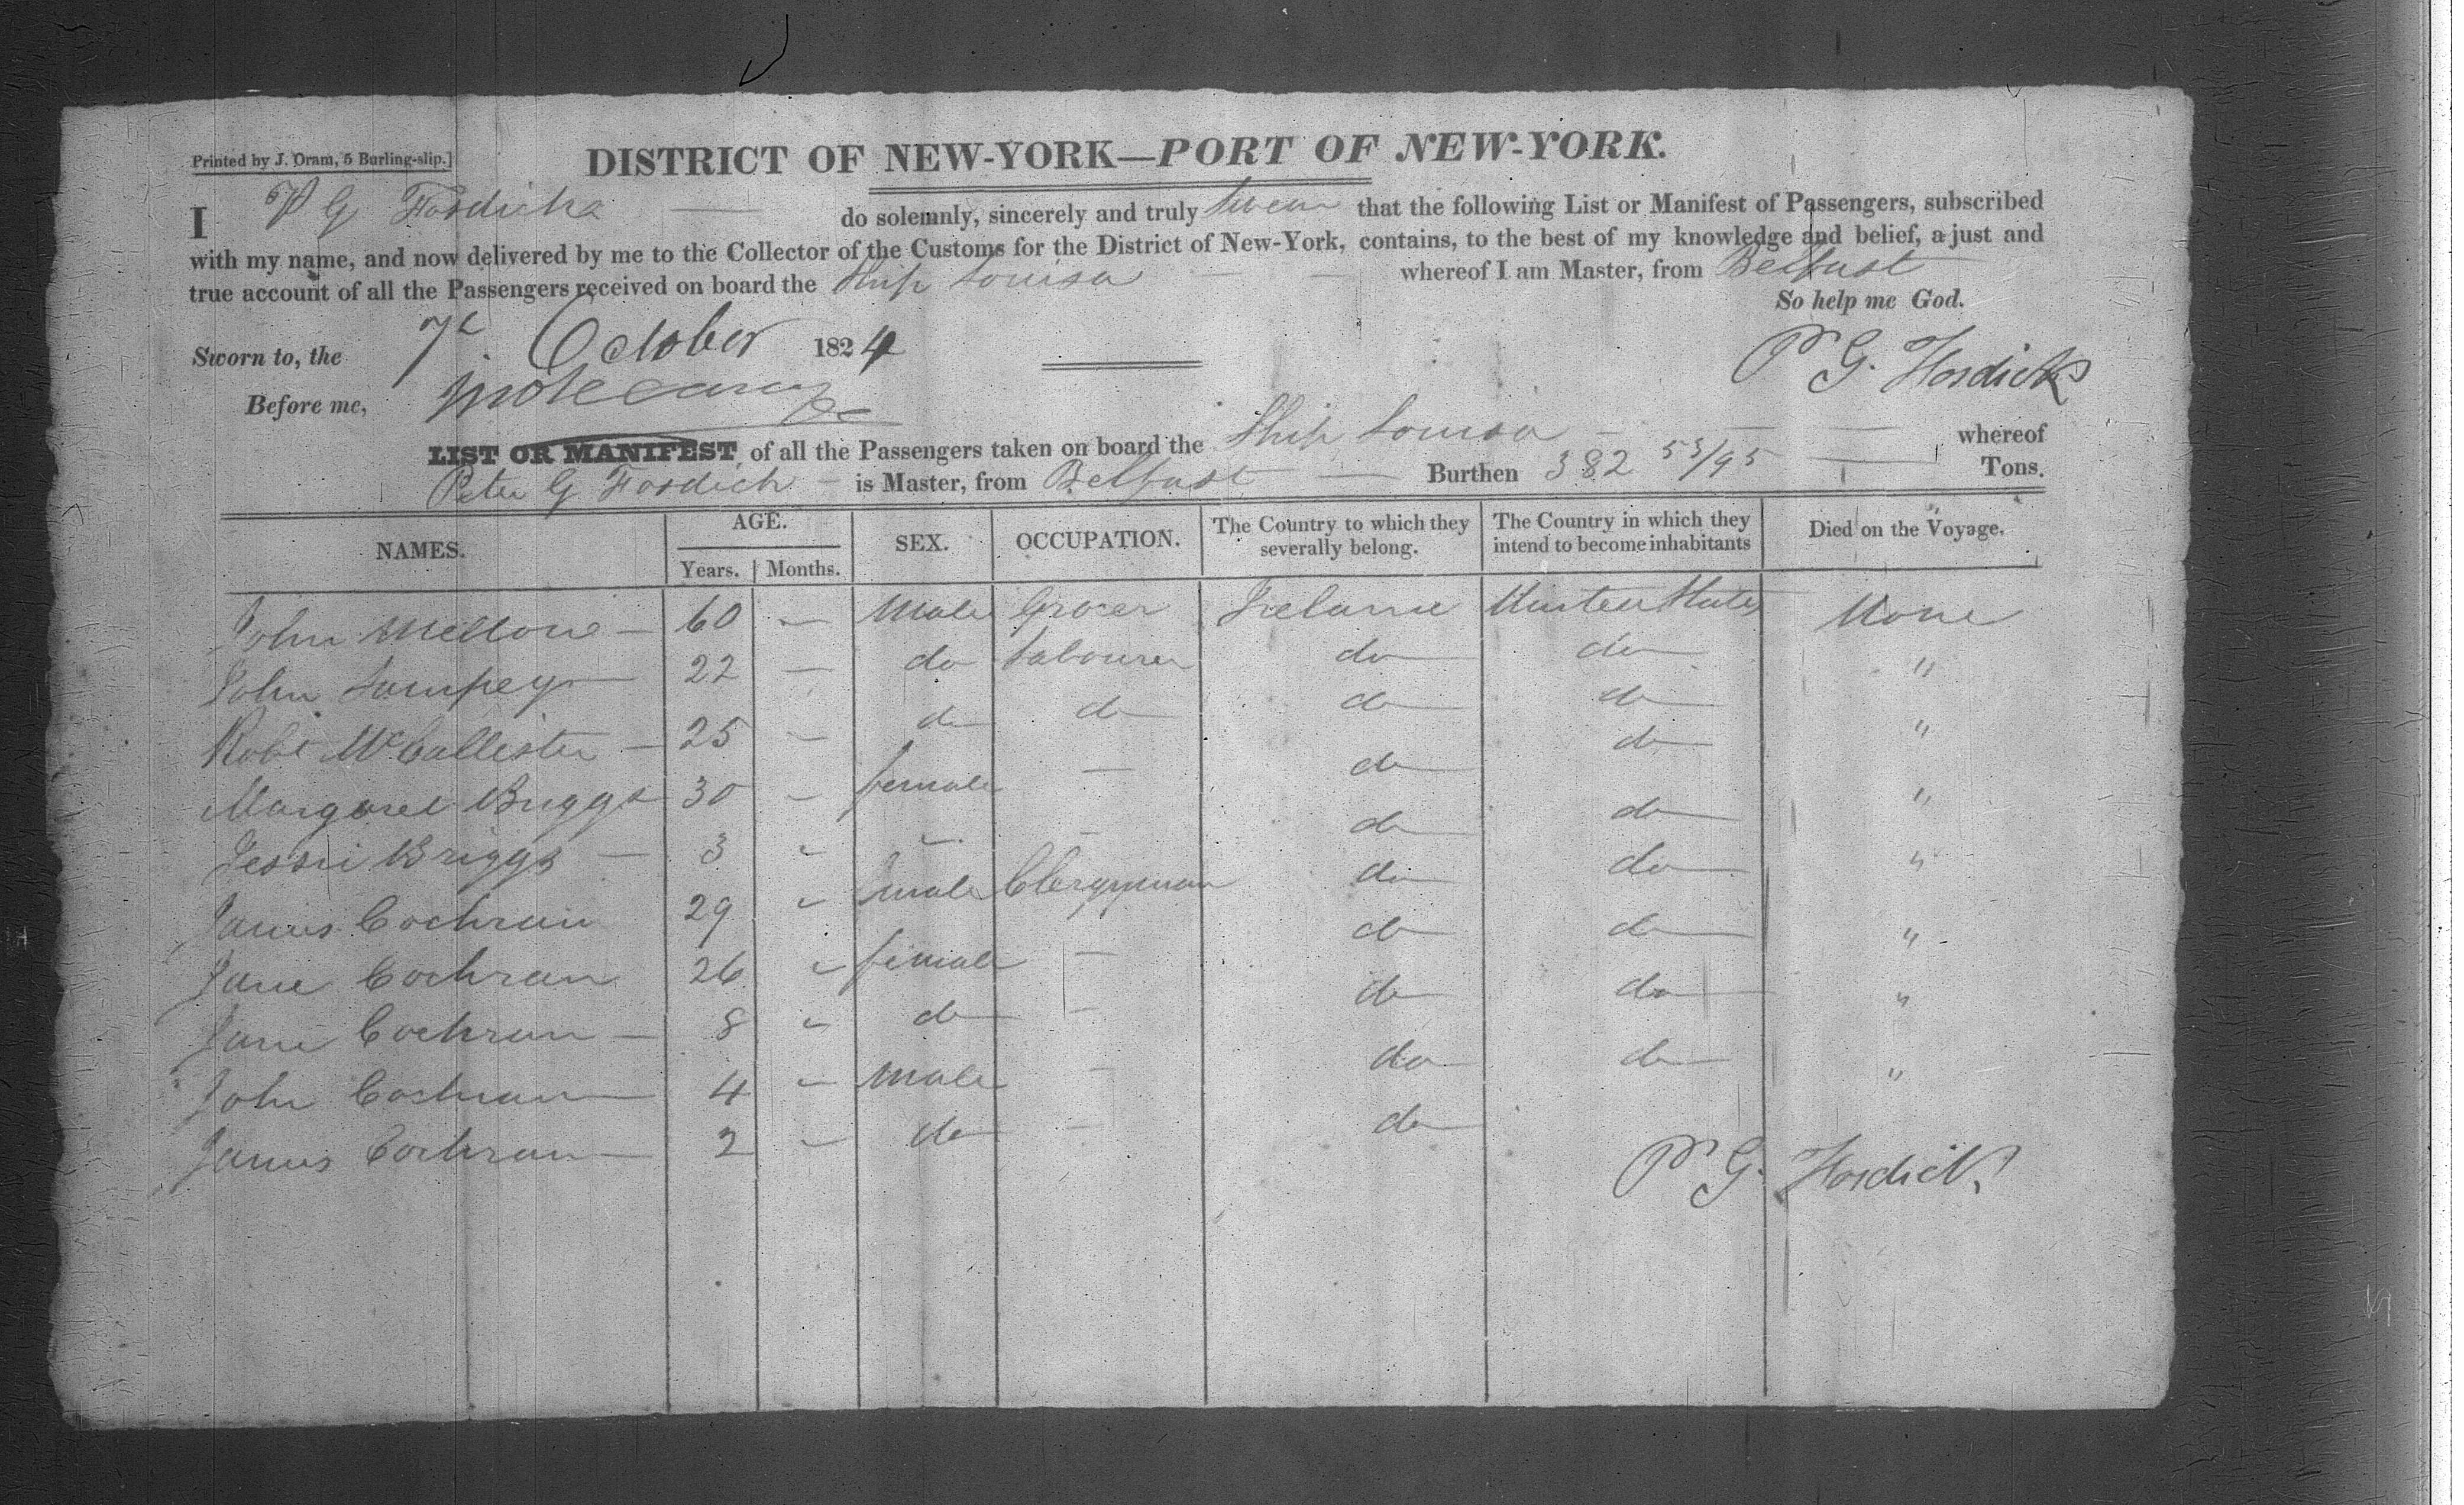 Printed by J. Oram, 5 Burling-slip.]
DISTRICT OF NEW-YORK—PORT OF NEW-YORK.
I P G Fosdick do solemnly, sincerely and truly swear that the following List or Manifest of Passengers, subscribed
with my name, and now delivered by me to the Collector of the Customs for the District of New-York, contains, to the best of my knowledge and belief, a just and
true account of all the Passengers received on board the Ship Louisa whereof I am Master, from Belfast
So help me God.
Sworn to, the 7th October 1824
P G. Fosdick
Before me,
LIST OR MANIFEST of all the Passengers taken on board the Ship Louisa whereof
Peter G Fosdick is Master, from Belfast Burthen 382 53/95 Tons.
NAMES. AGE. Years. Months. SEX. OCCUPATION. The Country to which they severally belong. The Country in which they intend to become inhabitants Died on the Voyage.
John 60 — Male Grocer Ireland United States None
John 22 — do Labourer do do "
Robt McCallister — 25 — do do do do "
Margaret Briggs 30 — female — do do "
Jessie Briggs — 3 " " — do do "
James Cochran 29 " male Clergyman do do "
Jane Cochran 26 " female — do do "
Jane Cochran — 8 " do — do do "
John Cochran — 4 — male — do do "
James Cochran — 2 — do — do
P G. Fosdick